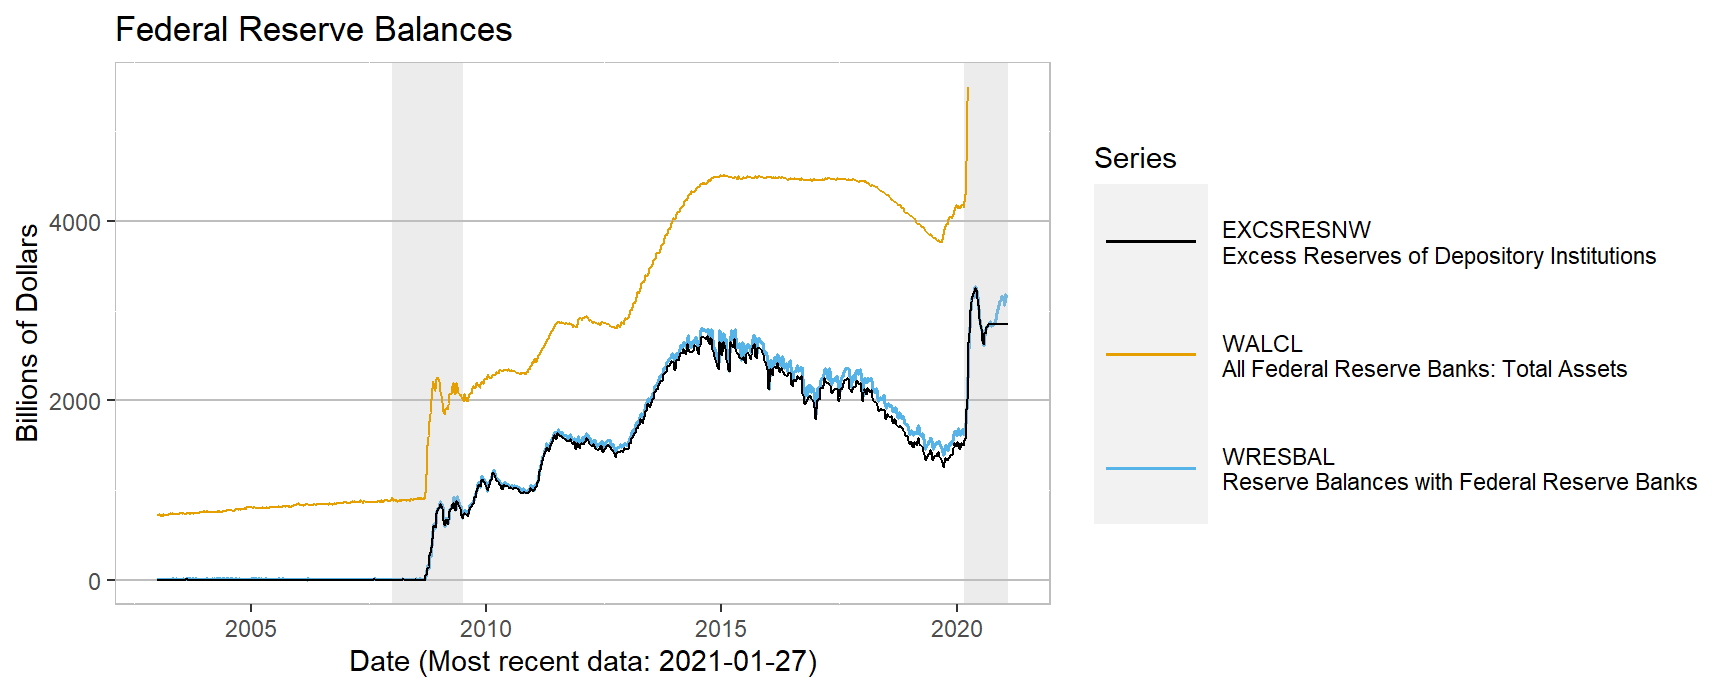 Federal Reserve Balances
Billions of Dollars
4000
2000
0
2005
2010
2015
2020
Date (Most recent data: 2021-01-27)
Series
EXCSRESNW
Excess Reserves of Depository Institutions
WALCL
All Federal Reserve Banks: Total Assets
WRESBAL
Reserve Balances with Federal Reserve Banks